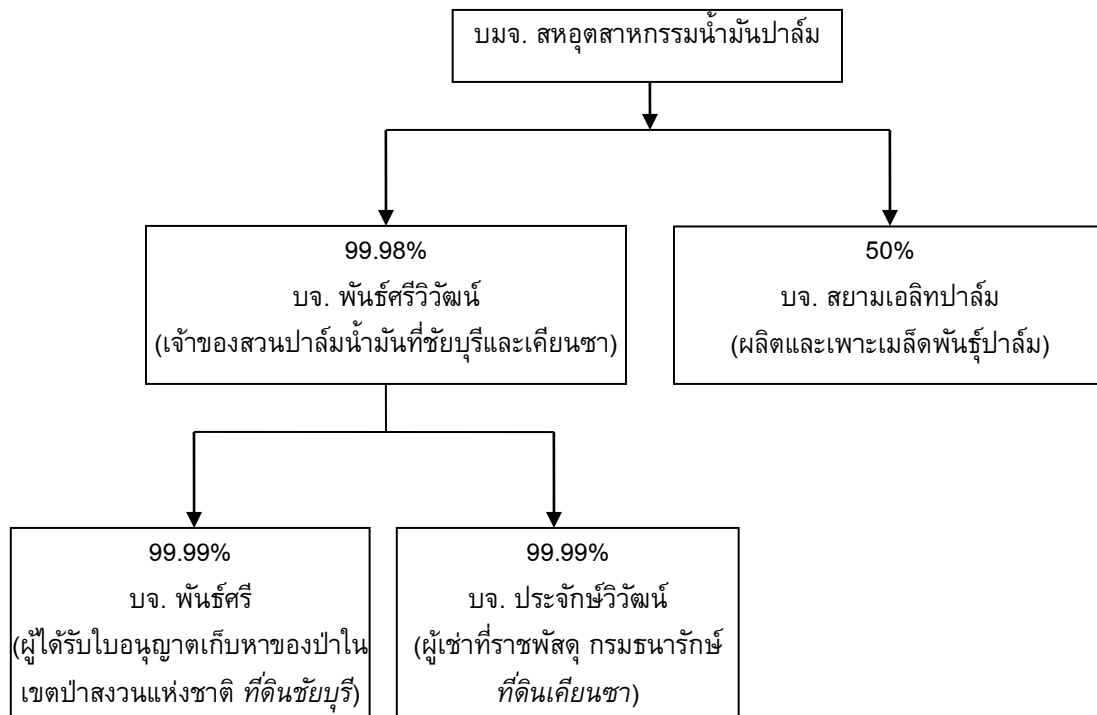 บมจ. สหอุตสาหกรรมน้ำมันปาล์ม
99.98%
บจ. พันธ์ศรีวิวัฒน์
(เจ้าของสวนปาล์มน้ำมันที่ชัยบุรีและเคียนซา)
50%
บจ. สยามเอลิทปาล์ม
(ผลิตและเพาะเมล็ดพันธุ์ปาล์ม)
99.99%
บจ. พันธ์ศรี
(ผู้ได้รับใบอนุญาตเก็บหาของป่าใน
เขตป่าสงวนแห่งชาติ ที่ดินชัยบุรี)
99.99%
บจ. ประจักษ์วิวัฒน์
(ผู้เช่าที่ราชพัสดุ กรมธนารักษ์
ที่ดินเคียนซา)